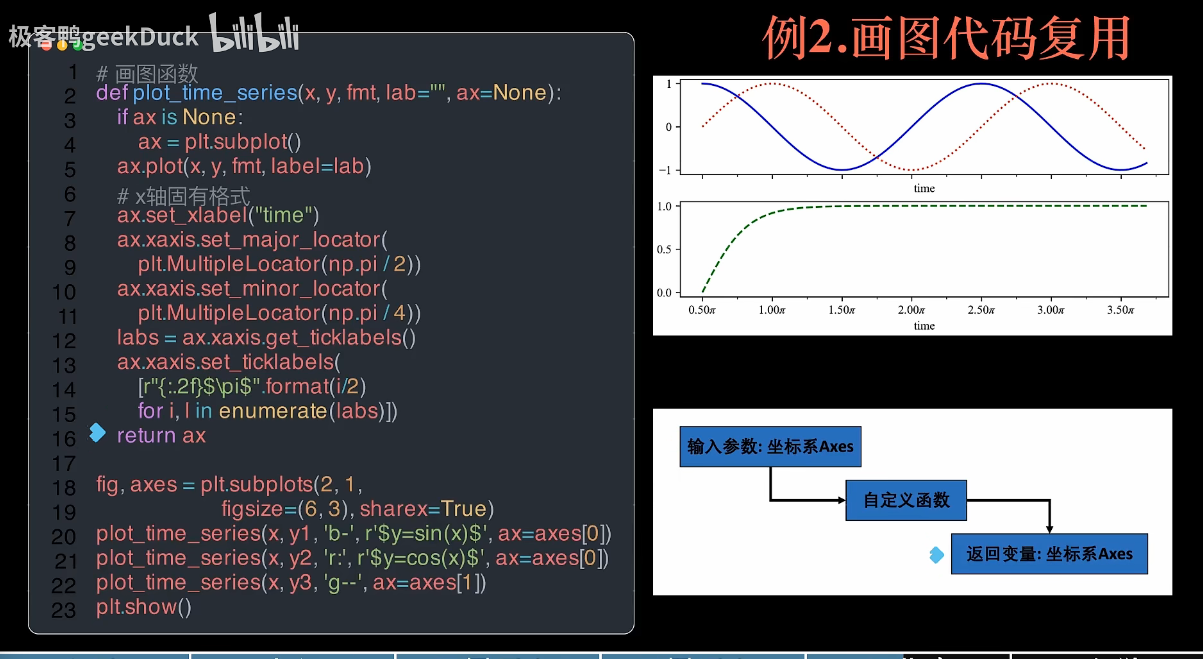 极客鸭geekDuck bilibili
例2.画图代码复用
1 # 画图函数
2 def plot_time_series(x, y, fmt, lab="", ax=None):
3 if ax is None:
4 ax = plt.subplot()
5 ax.plot(x, y, fmt, label=lab)
6 # x轴固有格式
7 ax.set_xlabel("time")
8 ax.xaxis.set_major_locator(
9 plt.MultipleLocator(np.pi / 2))
10 ax.xaxis.set_minor_locator(
11 plt.MultipleLocator(np.pi / 4))
12 labs = ax.xaxis.get_ticklabels()
13 ax.xaxis.set_ticklabels(
14 [r"{:.2f}$\pi$".format(i/2)
15 for i, l in enumerate(labs)])
16 return ax
17
18 fig, axes = plt.subplots(2, 1,
19 figsize=(6, 3), sharex=True)
20 plot_time_series(x, y1, 'b-', r'$y=sin(x)$', ax=axes[0])
21 plot_time_series(x, y2, 'r:', r'$y=cos(x)$', ax=axes[0])
22 plot_time_series(x, y3, 'g--', ax=axes[1])
23 plt.show()
1
0
−1
time
1.0
0.5
0.0
0.50π 1.00π 1.50π 2.00π 2.50π 3.00π 3.50π
time
输入参数: 坐标系Axes
自定义函数
返回变量: 坐标系Axes